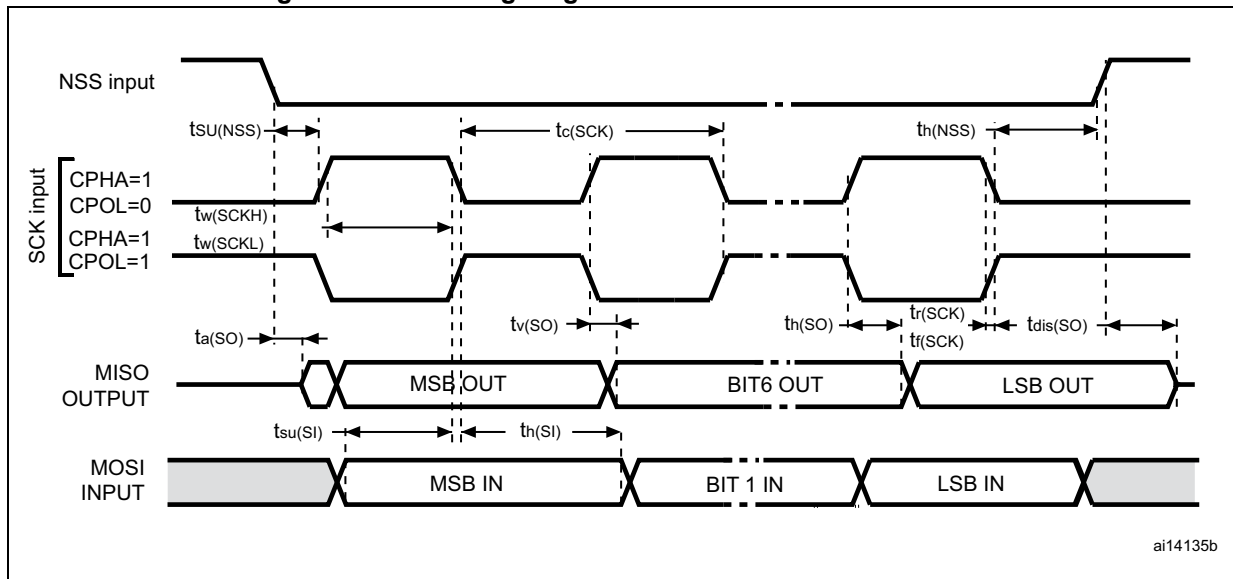 NSS input
tSU(NSS)
tc(SCK)
th(NSS)
SCK input
CPHA=1
CPOL=0
tw(SCKH)
CPHA=1
tw(SCKL)
CPOL=1
ta(SO)
tv(SO)
th(SO)
tr(SCK)
tf(SCK)
tdis(SO)
MISO
OUTPUT
MSB OUT
BIT6 OUT
LSB OUT
tsu(SI)
th(SI)
MOSI
INPUT
MSB IN
BIT 1 IN
LSB IN
ai14135b